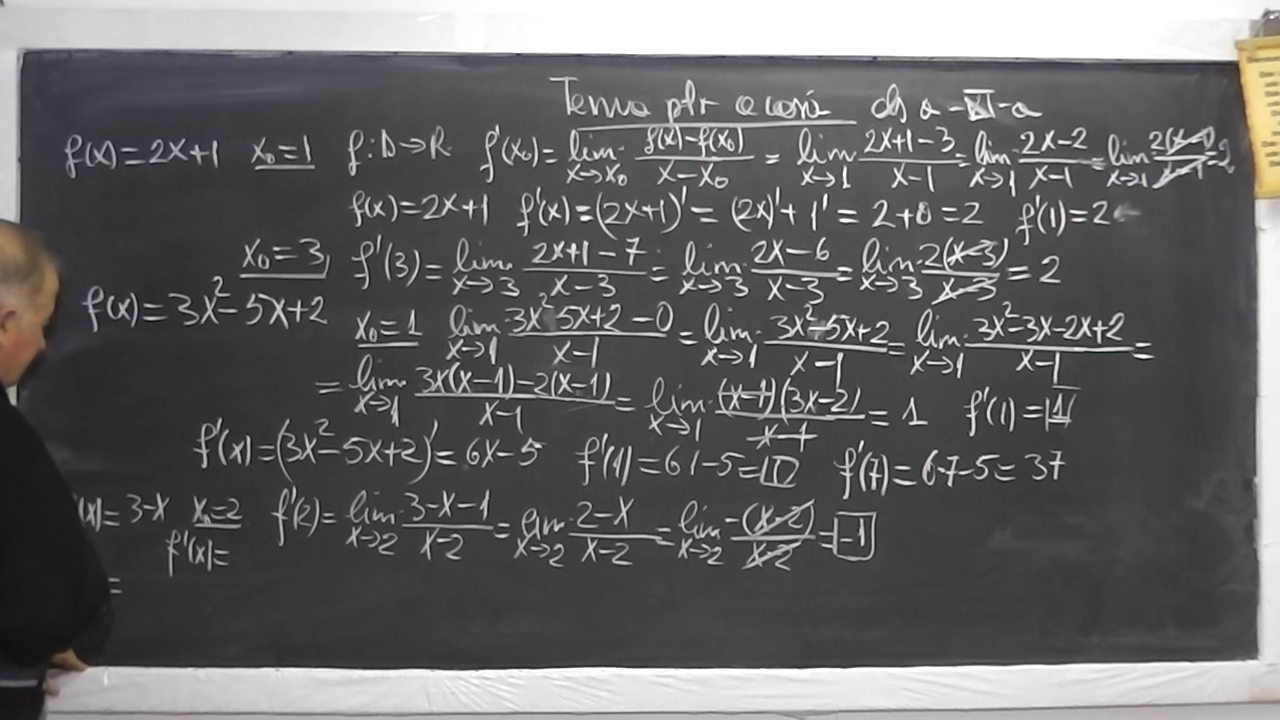 Tema ptr acasă cls a-XI-a
f(x)=2x+1 x₀=1 f:D→R f'(x₀)=lim x→x₀ (f(x)-f(x₀))/(x-x₀) = lim x→1 (2x+1-3)/(x-1) = lim x→1 (2x-2)/(x-1) = lim x→1 2(x-1)/(x-1) = 2
f(x)=2x+1 f'(x)=(2x+1)'=(2x)'+1'=2+0=2 f'(1)=2
x₀=3 f'(3)=lim x→3 (2x+1-7)/(x-3) = lim x→3 (2x-6)/(x-3) = lim x→3 2(x-3)/(x-3) = 2
f(x)=3x²-5x+2 x₀=1 lim x→1 (3x²-5x+2-0)/(x-1) = lim x→1 (3x²-5x+2)/(x-1) = lim x→1 (3x²-3x-2x+2)/(x-1) =
= lim x→1 (3x(x-1)-2(x-1))/(x-1) = lim x→1 (x-1)(3x-2)/(x-1) = 1 f'(1)=1
f'(x)=(3x²-5x+2)'=6x-5 f'(1)=6·1-5=1 f'(7)=6·7-5=37
(x)=3-x x₀=2 f'(2)=lim x→2 (3-x-1)/(x-2) = lim x→2 (2-x)/(x-2) = lim x→2 -(x-2)/(x-2) = -1
f'(x)=
=